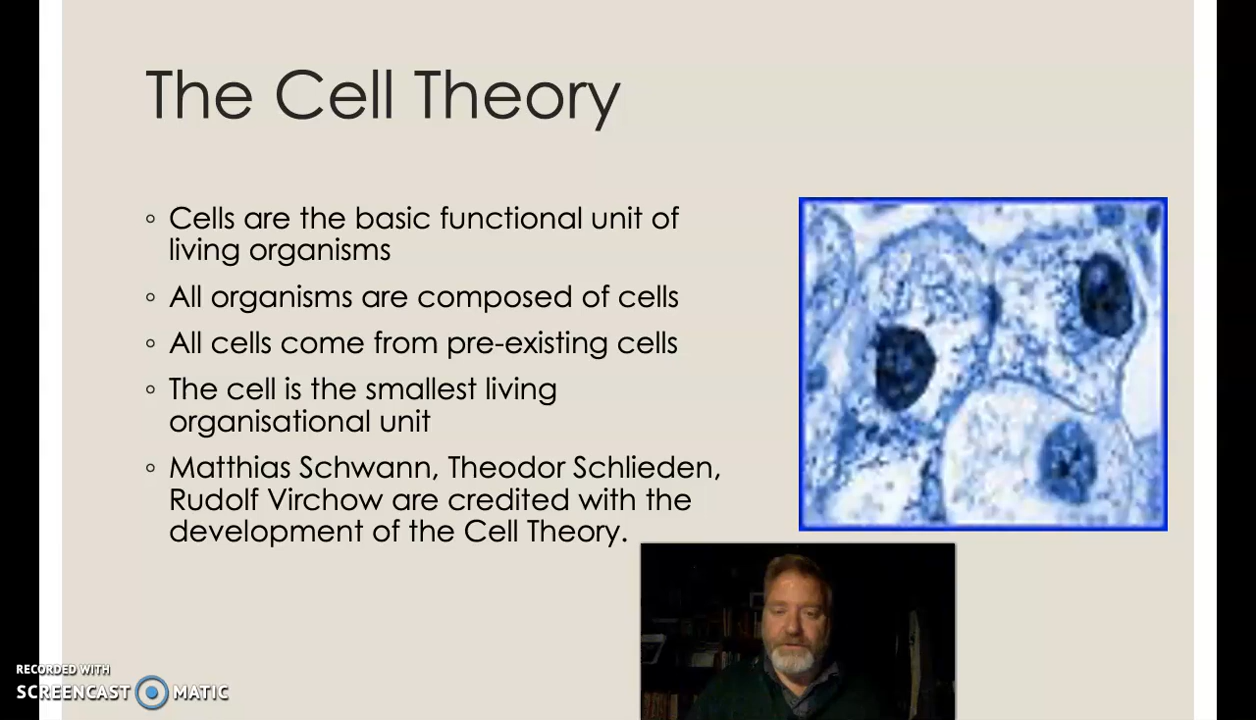 The Cell Theory
◦ Cells are the basic functional unit of
living organisms
◦ All organisms are composed of cells
◦ All cells come from pre-existing cells
◦ The cell is the smallest living
organisational unit
◦ Matthias Schwann, Theodor Schlieden,
Rudolf Virchow are credited with the
development of the Cell Theory.
RECORDED WITH
SCREENCAST MATIC